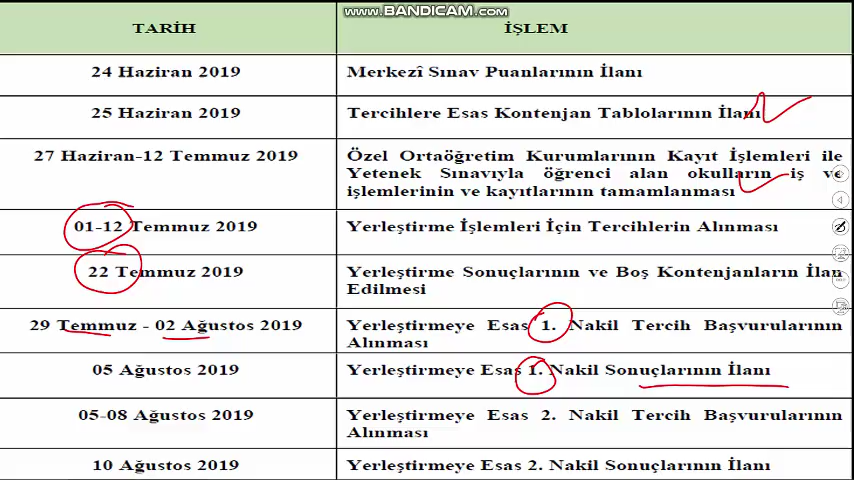 www.BANDICAM.com
TARİH
İŞLEM
24 Haziran 2019
Merkezî Sınav Puanlarının İlanı
25 Haziran 2019
Tercihlere Esas Kontenjan Tablolarının İlanı
27 Haziran-12 Temmuz 2019
Özel Ortaöğretim Kurumlarının Kayıt İşlemleri ile
Yetenek Sınavıyla öğrenci alan okulların iş ve
işlemlerinin ve kayıtlarının tamamlanması
01-12 Temmuz 2019
Yerleştirme İşlemleri İçin Tercihlerin Alınması
22 Temmuz 2019
Yerleştirme Sonuçlarının ve Boş Kontenjanların İlan
Edilmesi
29 Temmuz - 02 Ağustos 2019
Yerleştirmeye Esas 1. Nakil Tercih Başvurularının
Alınması
05 Ağustos 2019
Yerleştirmeye Esas 1. Nakil Sonuçlarının İlanı
05-08 Ağustos 2019
Yerleştirmeye Esas 2. Nakil Tercih Başvurularının
Alınması
10 Ağustos 2019
Yerleştirmeye Esas 2. Nakil Sonuçlarının İlanı